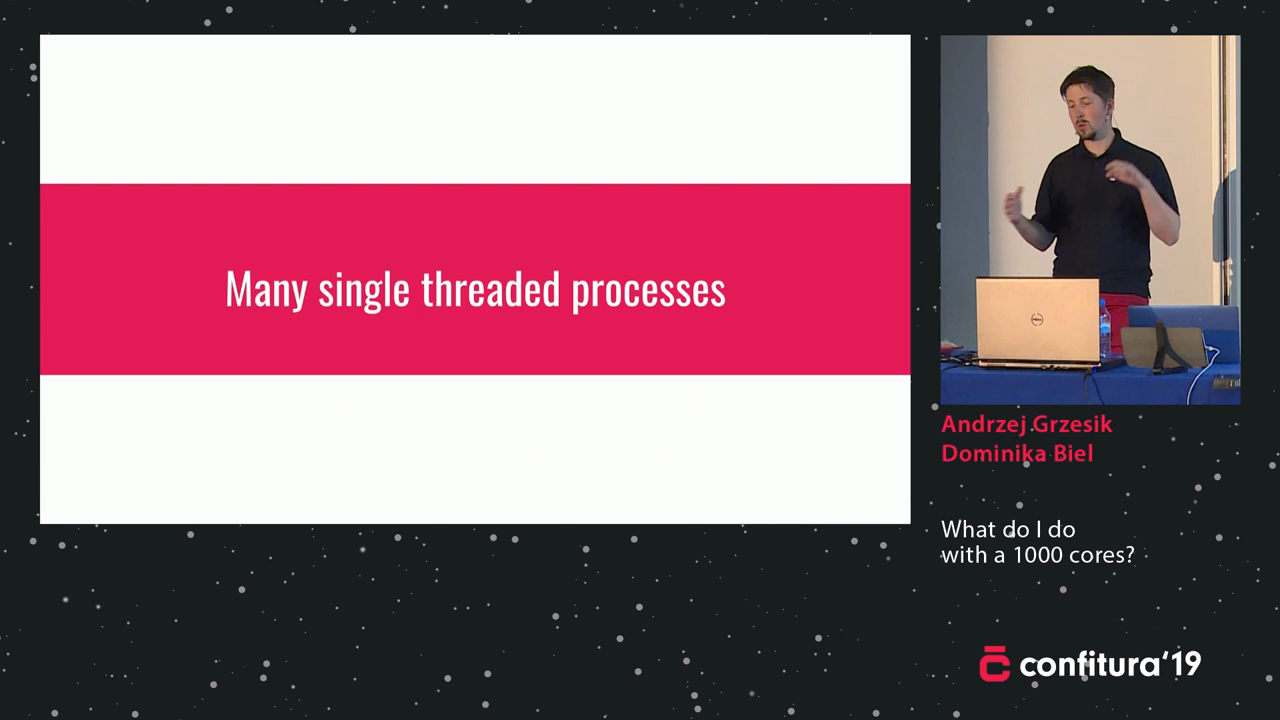 Many single threaded processes
Andrzej Grzesik
Dominika Biel
What do I do
with a 1000 cores?
confitura‘19